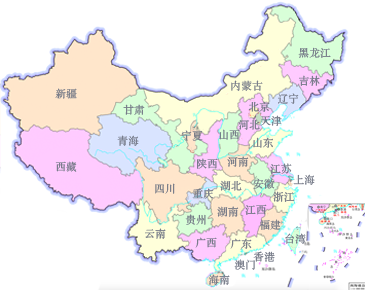 黑龙江
吉林
辽宁
内蒙古
新疆
北京
甘肃
天津
河北
宁夏
山西
山东
青海
陕西
河南
江苏
西藏
上海
安徽
四川
湖北
重庆
浙江
湖南
江西
贵州
福建
云南
台湾
广西
广东
香港
澳门
海南